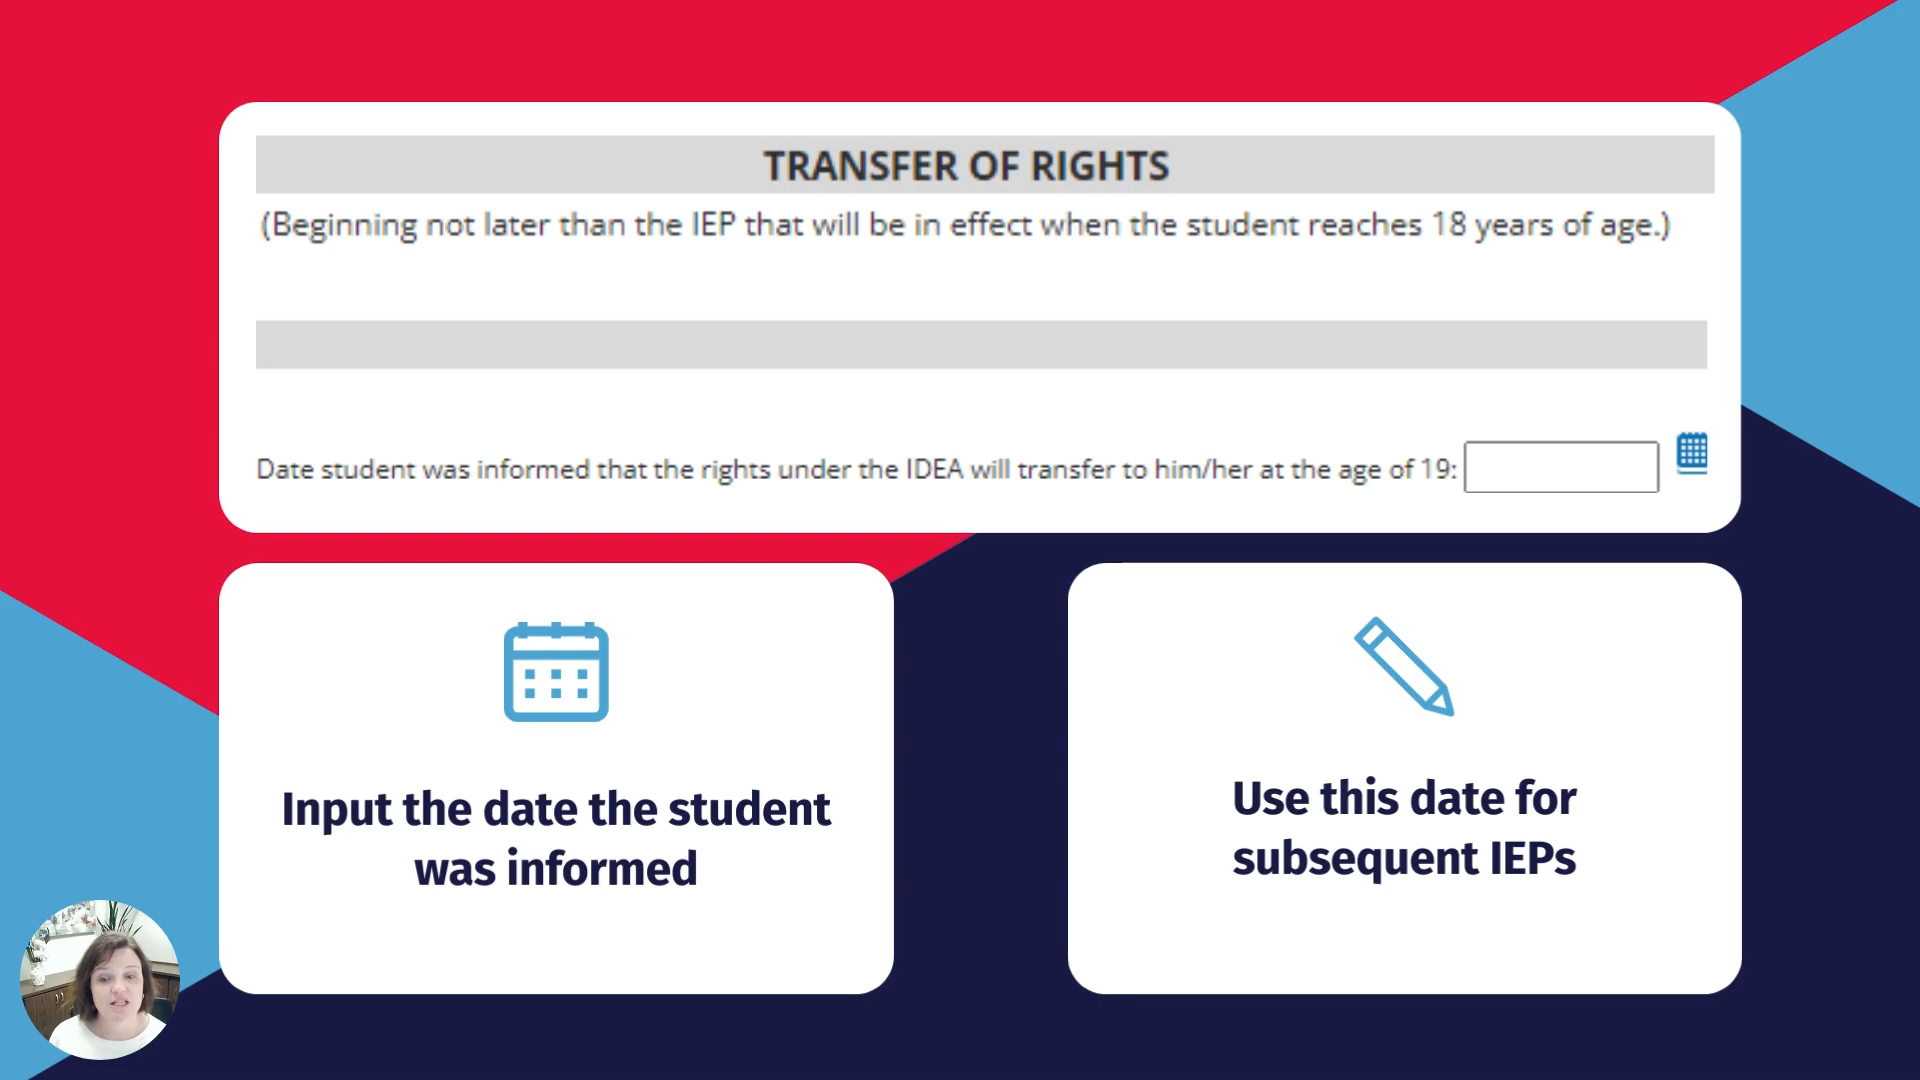 TRANSFER OF RIGHTS
(Beginning not later than the IEP that will be in effect when the student reaches 18 years of age.)
Date student was informed that the rights under the IDEA will transfer to him/her at the age of 19:
Input the date the student
was informed
Use this date for
subsequent IEPs